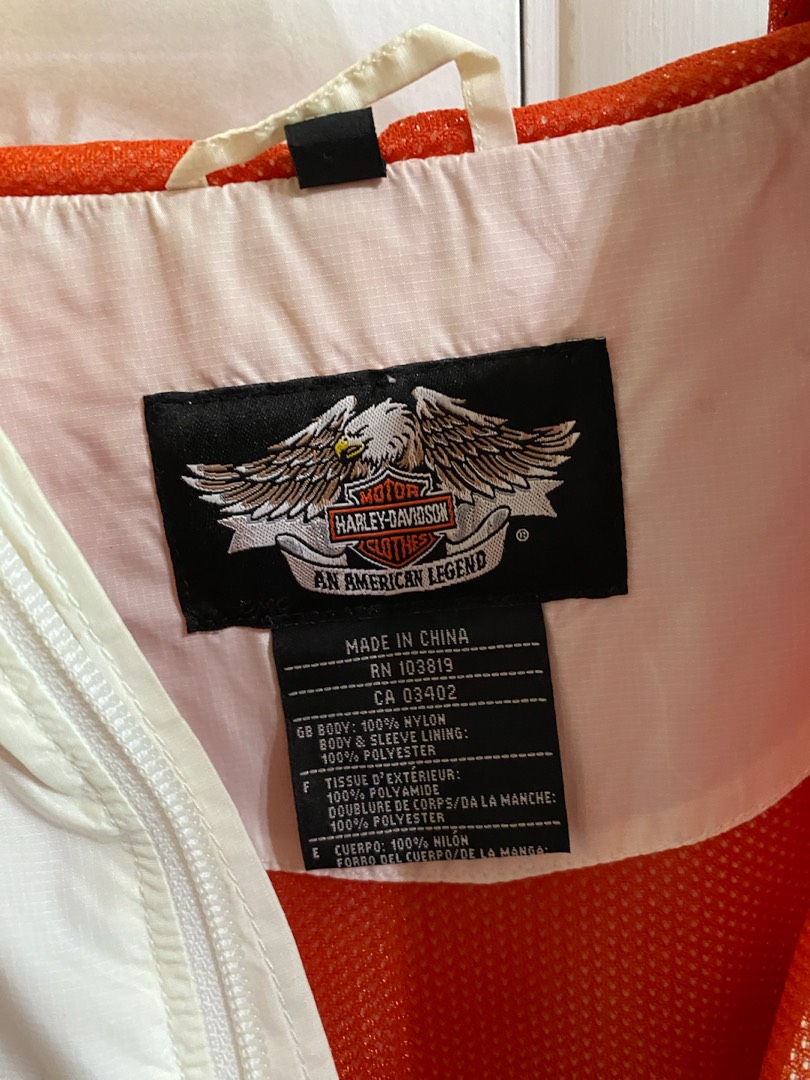 MOTOR
HARLEY-DAVIDSON
CLOTHES
®
AN AMERICAN LEGEND
MADE IN CHINA
RN 103819
CA 03402
GB BODY: 100% NYLON
BODY & SLEEVE LINING:
100% POLYESTER
F TISSUE D'EXTÉRIEUR:
100% POLYAMIDE
DOUBLURE DE CORPS/DA LA MANCHE:
100% POLYESTER
E CUERPO: 100% NILÓN
FORRO DEL CUERPO/DE LA MANGA: